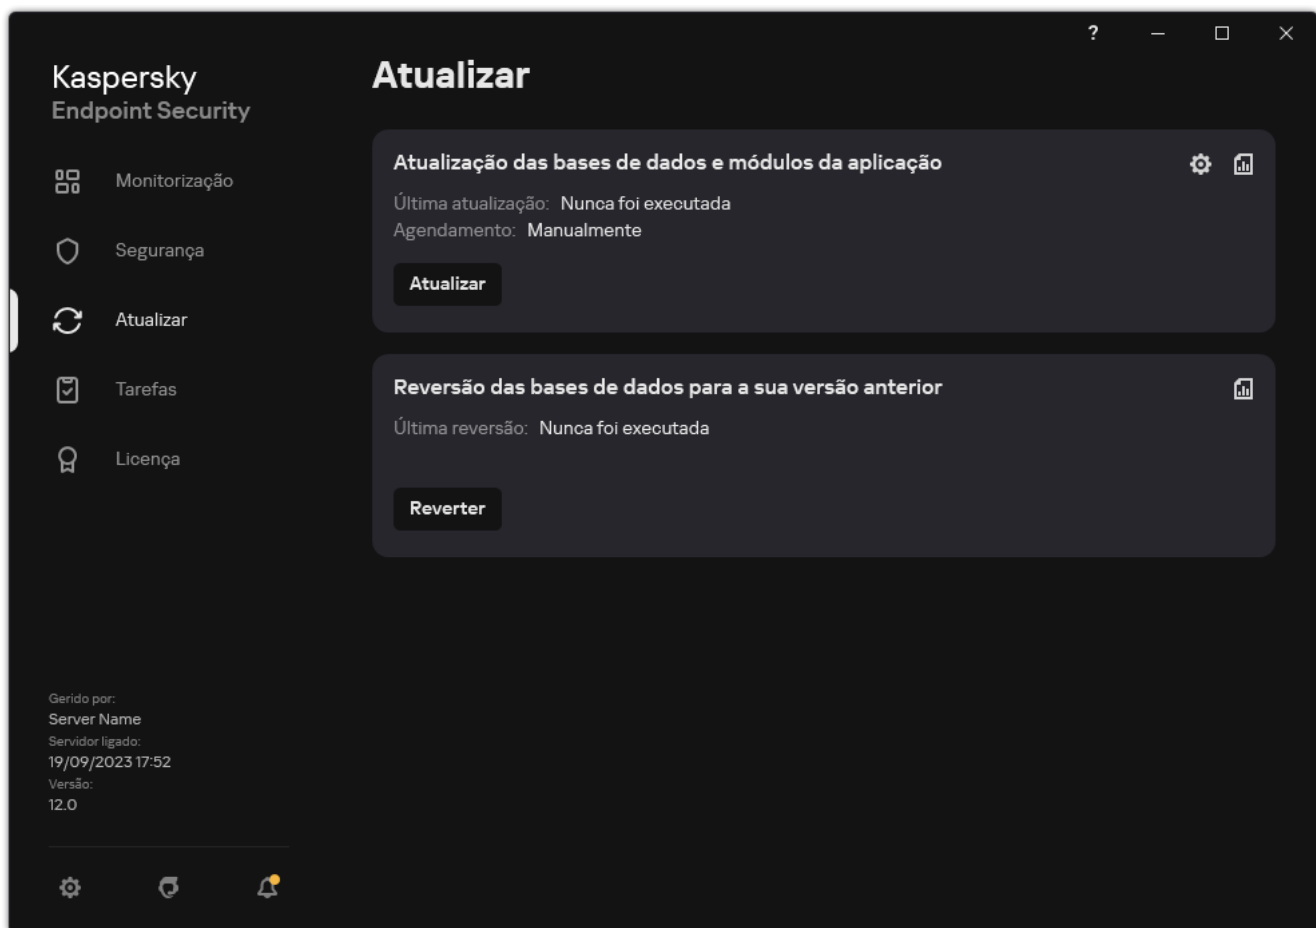 ?
Kaspersky
Endpoint Security
Monitorização
Segurança
Atualizar
Tarefas
Licença
Gerido por:
Server Name
Servidor ligado:
19/09/2023 17:52
Versão:
12.0
Atualizar
Atualização das bases de dados e módulos da aplicação
Última atualização: Nunca foi executada
Agendamento: Manualmente
Atualizar
Reversão das bases de dados para a sua versão anterior
Última reversão: Nunca foi executada
Reverter